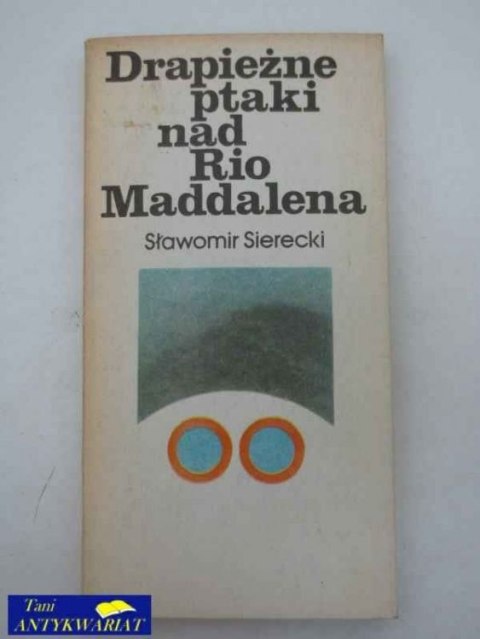 Drapieżne
ptaki
nad
Rio
Maddalena
Sławomir Sierecki
Tani
ANTYKWARIAT